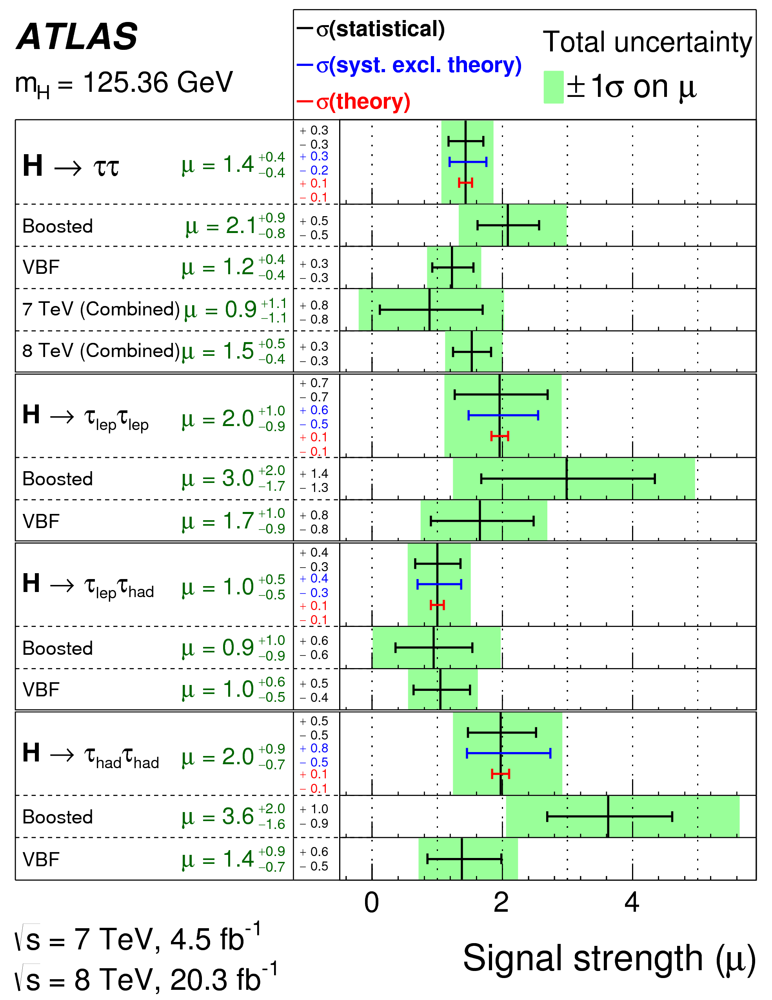 ATLAS
m_H = 125.36 GeV
σ(statistical)
σ(syst. excl. theory)
σ(theory)
Total uncertainty
±1σ on μ
H → ττ μ = 1.4 +0.4 −0.4
+ 0.3
− 0.3
+ 0.3
− 0.2
+ 0.1
− 0.1
Boosted μ = 2.1 +0.9 −0.8
+ 0.5
− 0.5
VBF μ = 1.2 +0.4 −0.4
+ 0.3
− 0.3
7 TeV (Combined) μ = 0.9 +1.1 −1.1
+ 0.8
− 0.8
8 TeV (Combined) μ = 1.5 +0.5 −0.4
+ 0.3
− 0.3
H → τ_lep τ_lep μ = 2.0 +1.0 −0.9
+ 0.7
− 0.7
+ 0.6
− 0.5
+ 0.1
− 0.1
Boosted μ = 3.0 +2.0 −1.7
+ 1.4
− 1.3
VBF μ = 1.7 +1.0 −0.9
+ 0.8
− 0.8
H → τ_lep τ_had μ = 1.0 +0.5 −0.5
+ 0.4
− 0.3
+ 0.4
− 0.3
+ 0.1
− 0.1
Boosted μ = 0.9 +1.0 −0.9
+ 0.6
− 0.6
VBF μ = 1.0 +0.6 −0.5
+ 0.5
− 0.4
H → τ_had τ_had μ = 2.0 +0.9 −0.7
+ 0.5
− 0.5
+ 0.8
− 0.5
+ 0.1
− 0.1
Boosted μ = 3.6 +2.0 −1.6
+ 1.0
− 0.9
VBF μ = 1.4 +0.9 −0.7
+ 0.6
− 0.5
0 2 4
√s = 7 TeV, 4.5 fb⁻¹
√s = 8 TeV, 20.3 fb⁻¹
Signal strength (μ)